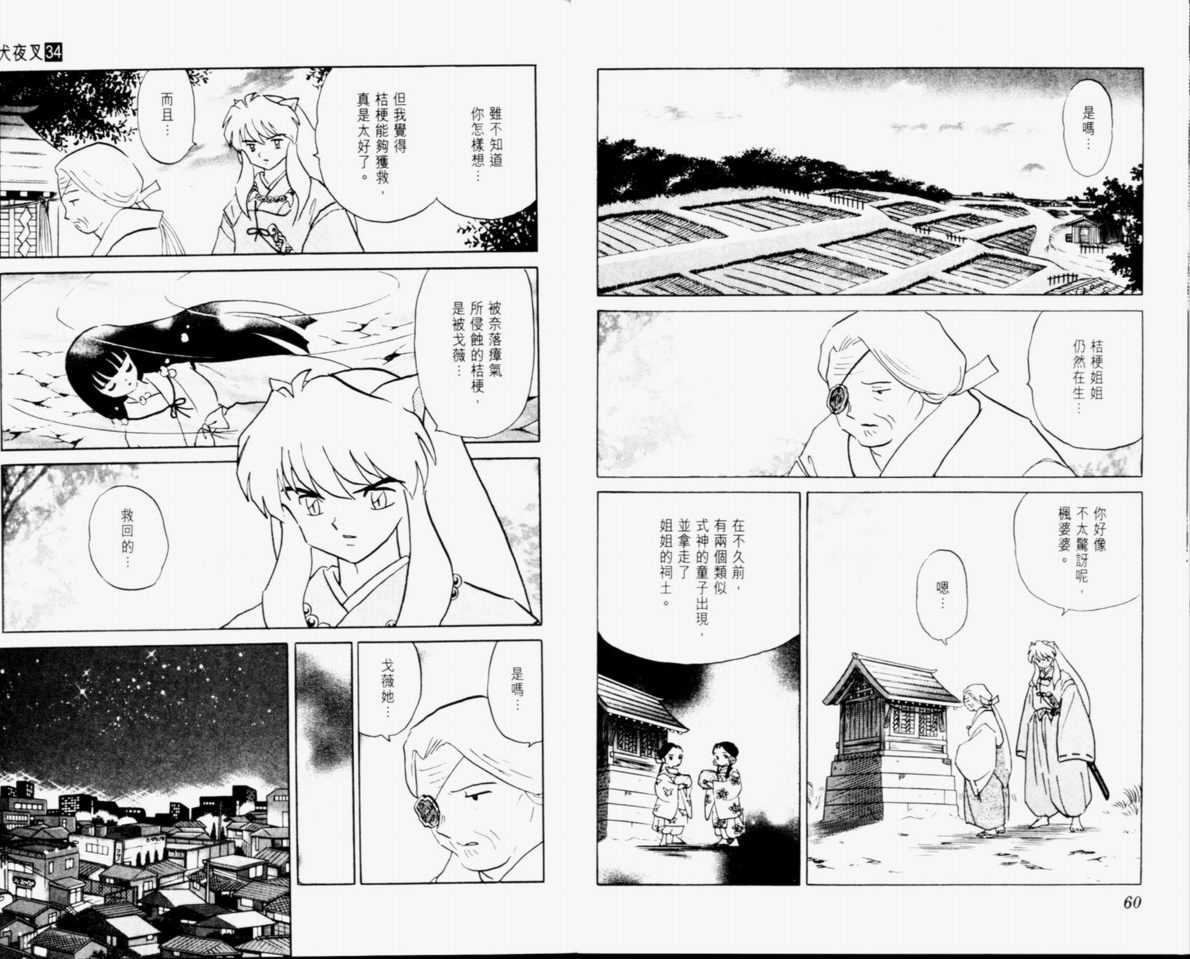 是嗎…
桔梗姐姐
仍然在生…
你好像
不太驚訝呢，
楓婆婆。
嗯…
在不久前，
有兩個類似
式神的童子出現，
並拿走了
姐姐的祠土。
60
犬夜叉34
雖不知道
你怎樣想…
但我覺得
桔梗能夠獲救，
真是太好了。
而且…
被奈落瘴氣
所侵蝕的桔梗，
是被戈薇…
救回的…
是嗎…
戈薇她…